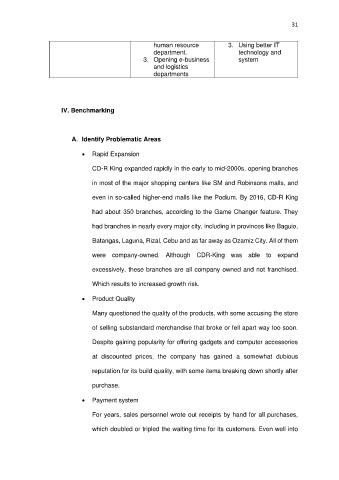 31
human resource
department.
3. Opening e-business
and logistics
departments
3. Using better IT
technology and
system
IV. Benchmarking
A. Identify Problematic Areas
• Rapid Expansion
CD-R King expanded rapidly in the early to mid-2000s, opening branches
in most of the major shopping centers like SM and Robinsons malls, and
even in so-called higher-end malls like the Podium. By 2016, CD-R King
had about 350 branches, according to the Game Changer feature. They
had branches in nearly every major city, including in provinces like Baguio,
Batangas, Laguna, Rizal, Cebu and as far away as Ozamiz City. All of them
were company-owned. Although CDR-King was able to expand
excessively, these branches are all company owned and not franchised.
Which results to increased growth risk.
• Product Quality
Many questioned the quality of the products, with some accusing the store
of selling substandard merchandise that broke or fell apart way too soon.
Despite gaining popularity for offering gadgets and computer accessories
at discounted prices, the company has gained a somewhat dubious
reputation for its build quality, with some items breaking down shortly after
purchase.
• Payment system
For years, sales personnel wrote out receipts by hand for all purchases,
which doubled or tripled the waiting time for its customers. Even well into